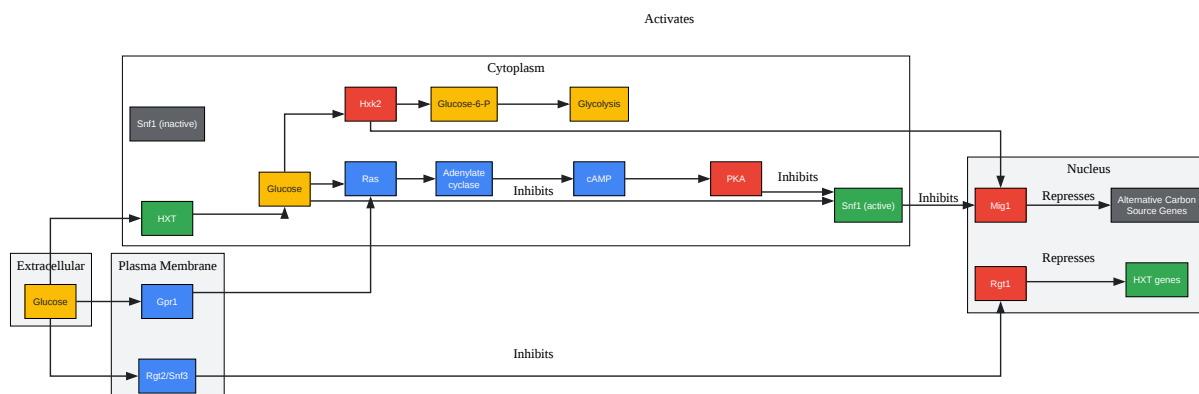 Activates
Cytoplasm
Hxk2
Glucose-6-P
Glycolysis
Snf1 (inactive)
Glucose
Ras
Adenylate
cyclase
cAMP
PKA
Inhibits
Inhibits
Snf1 (active)
HXT
Inhibits
Nucleus
Mig1
Represses
Alternative Carbon
Source Genes
Extracellular
Glucose
Plasma Membrane
Gpr1
Rgt2/Snf3
Inhibits
Rgt1
Represses
HXT genes